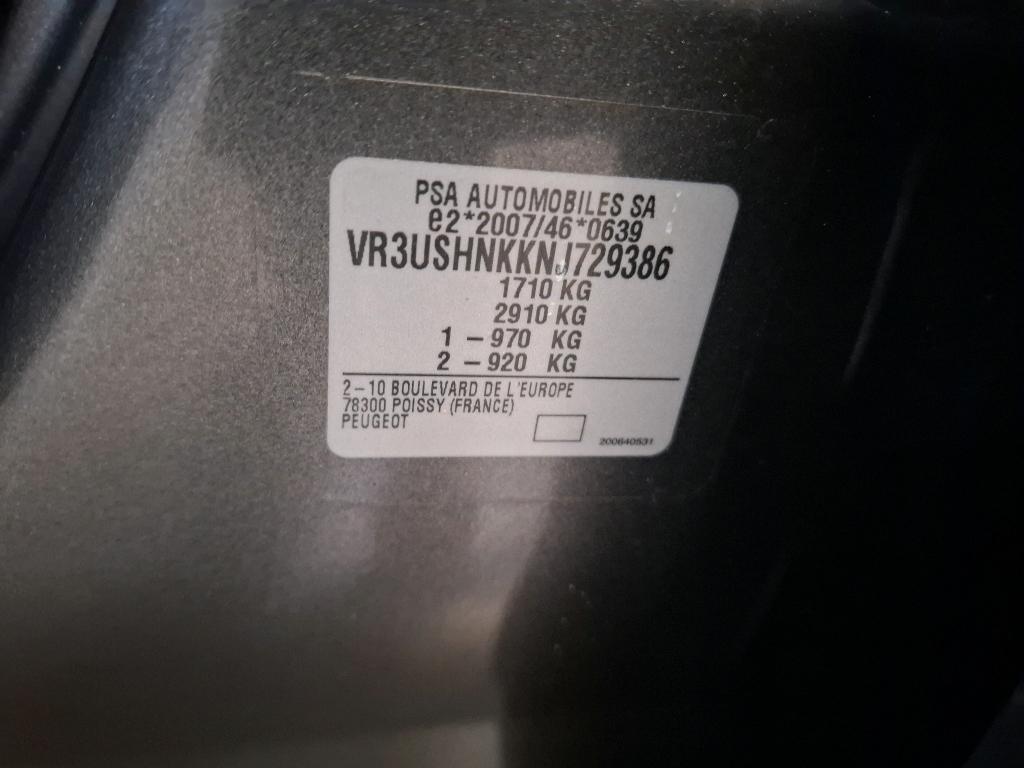 PSA AUTOMOBILES SA
e2*2007/46*0639
VR3USHNKKNJ729386
1710 KG
2910 KG
1 - 970 KG
2 - 920 KG
2-10 BOULEVARD DE L'EUROPE
78300 POISSY (FRANCE)
PEUGEOT
200640531